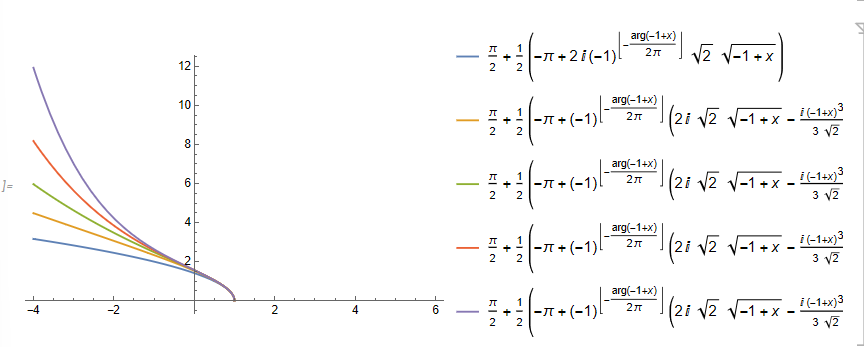 ]=
12
10
8
6
4
2
-4 -2 2 4 6
π/2 + 1/2 (-π + 2 i (-1)^⌊-arg(-1+x)/2π⌋ √2 √-1+x)
π/2 + 1/2 (-π + (-1)^⌊-arg(-1+x)/2π⌋ (2 i √2 √-1+x - i (-1+x)^3 / 3 √2
π/2 + 1/2 (-π + (-1)^⌊-arg(-1+x)/2π⌋ (2 i √2 √-1+x - i (-1+x)^3 / 3 √2
π/2 + 1/2 (-π + (-1)^⌊-arg(-1+x)/2π⌋ (2 i √2 √-1+x - i (-1+x)^3 / 3 √2
π/2 + 1/2 (-π + (-1)^⌊-arg(-1+x)/2π⌋ (2 i √2 √-1+x - i (-1+x)^3 / 3 √2